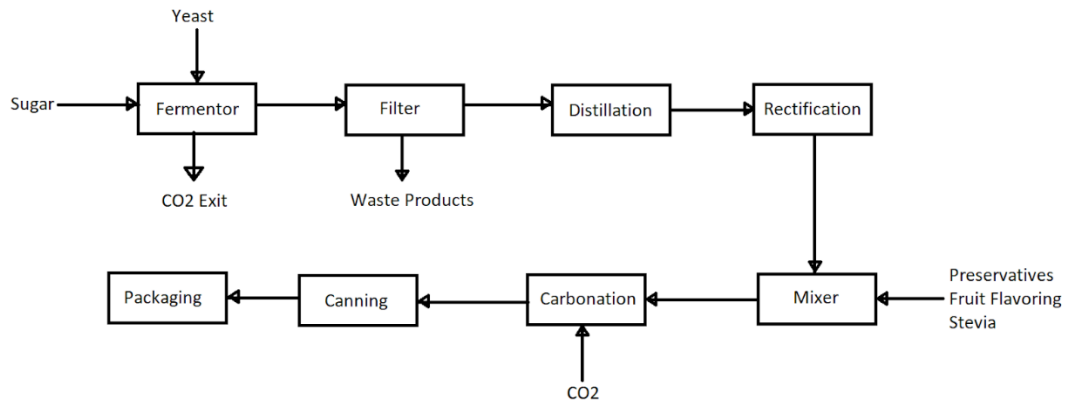 Yeast
Sugar
Fermentor
Filter
Distillation
Rectification
CO2 Exit
Waste Products
Packaging
Canning
Carbonation
Mixer
Preservatives
Fruit Flavoring
Stevia
CO2